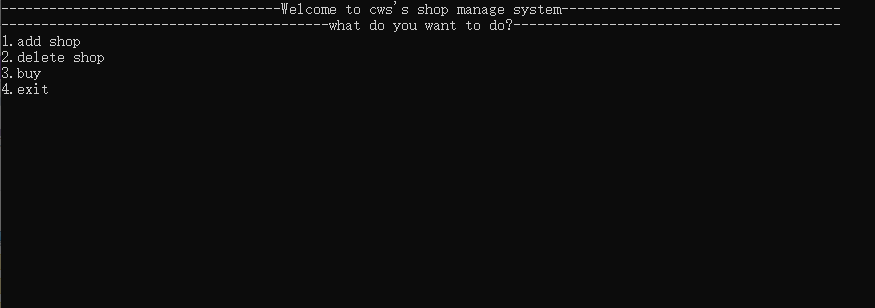 -----------------------------------Welcome to cws's shop manage system-----------------------------------
-----------------------------------------what do you want to do?-----------------------------------------
1.add shop
2.delete shop
3.buy
4.exit